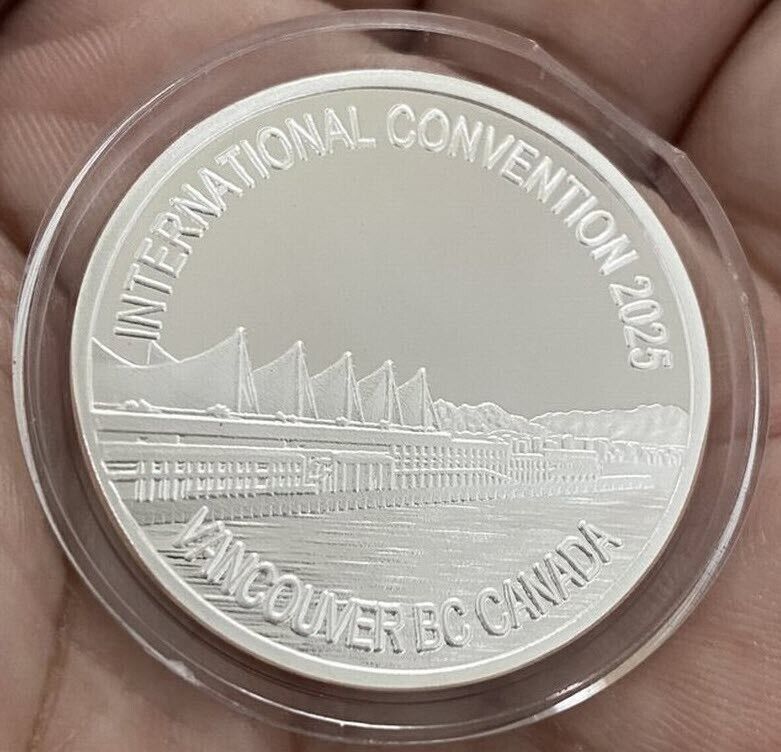 INTERNATIONAL CONVENTION 2025
VANCOUVER BC CANADA